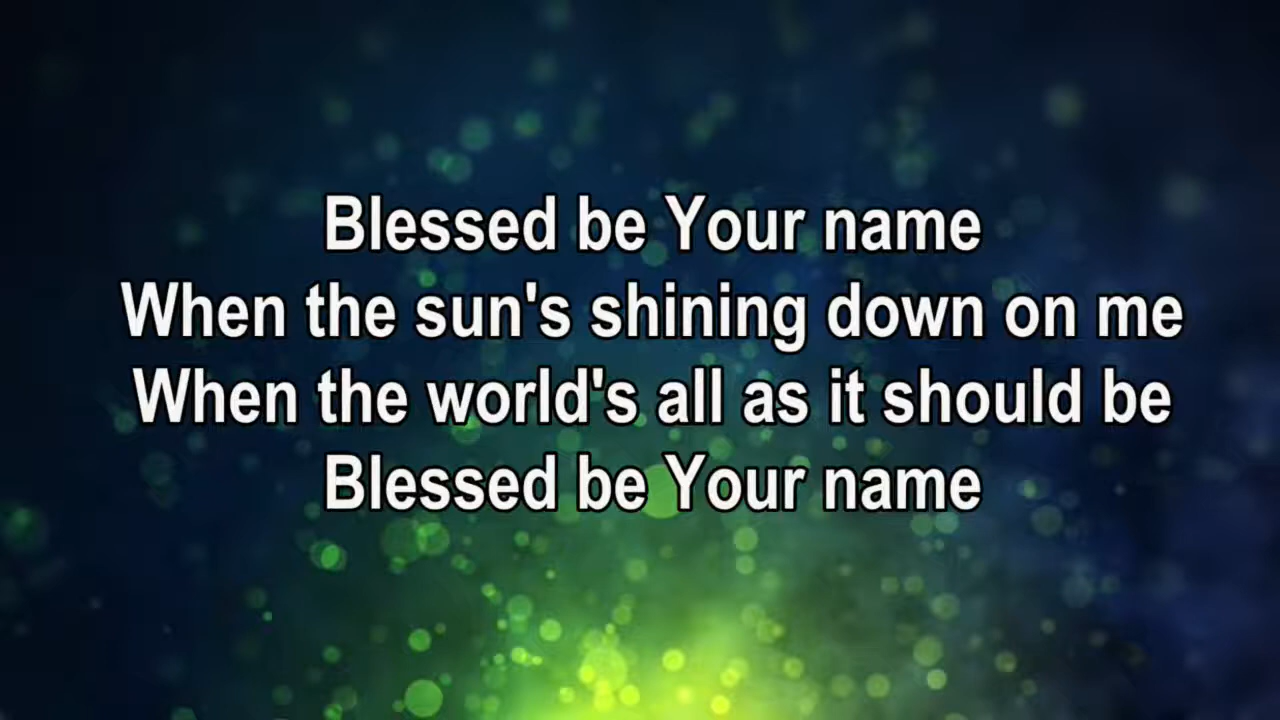 Blessed be Your name
When the sun's shining down on me
When the world's all as it should be
Blessed be Your name